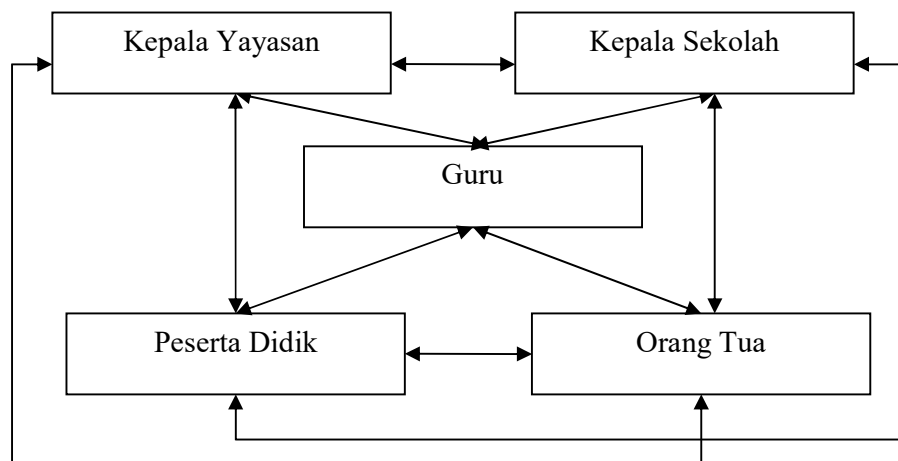 Kepala Yayasan
Kepala Sekolah
Guru
Peserta Didik
Orang Tua